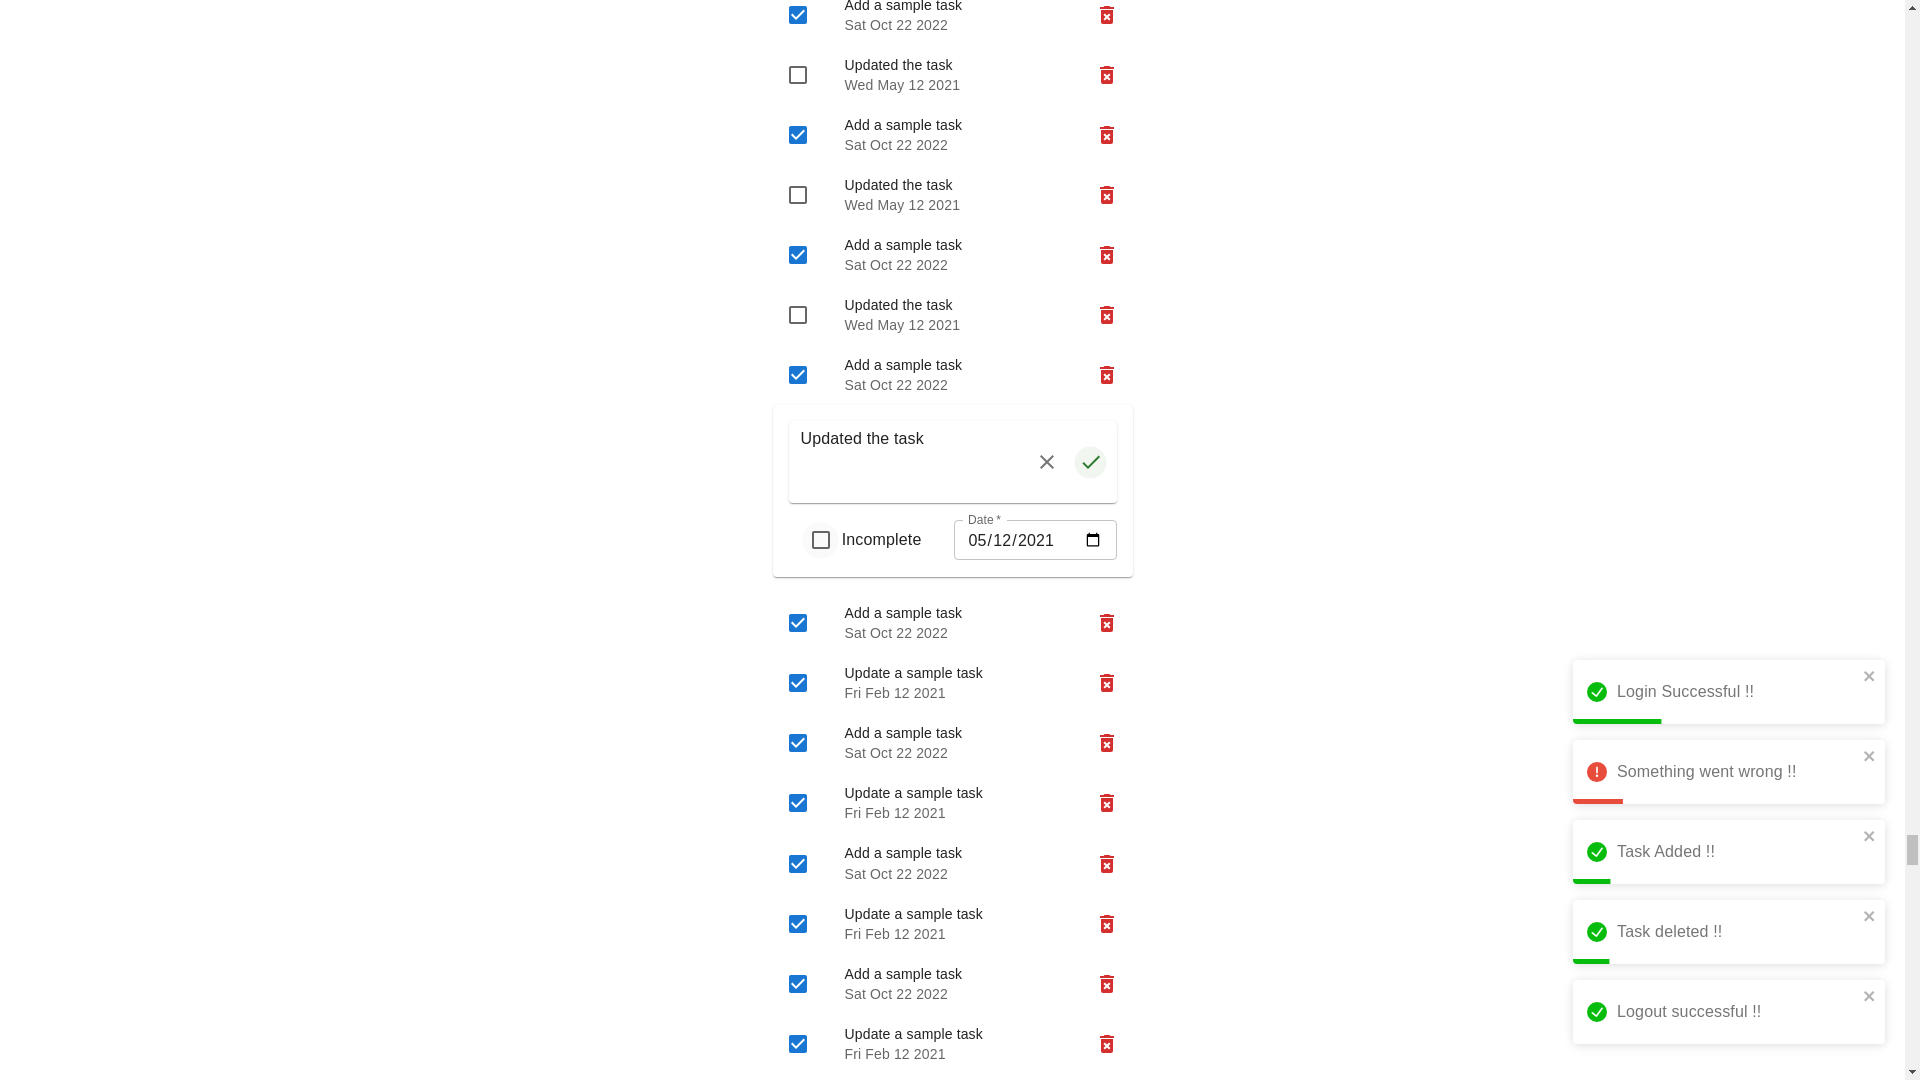 Add a sample task
Sat Oct 22 2022
Updated the task
Wed May 12 2021
Add a sample task
Sat Oct 22 2022
Updated the task
Wed May 12 2021
Add a sample task
Sat Oct 22 2022
Updated the task
Wed May 12 2021
Add a sample task
Sat Oct 22 2022
Updated the task
Incomplete
Date *
05/12/2021
Add a sample task
Sat Oct 22 2022
Update a sample task
Fri Feb 12 2021
Add a sample task
Sat Oct 22 2022
Update a sample task
Fri Feb 12 2021
Add a sample task
Sat Oct 22 2022
Update a sample task
Fri Feb 12 2021
Add a sample task
Sat Oct 22 2022
Update a sample task
Fri Feb 12 2021
Login Successful !!
Something went wrong !!
Task Added !!
Task deleted !!
Logout successful !!